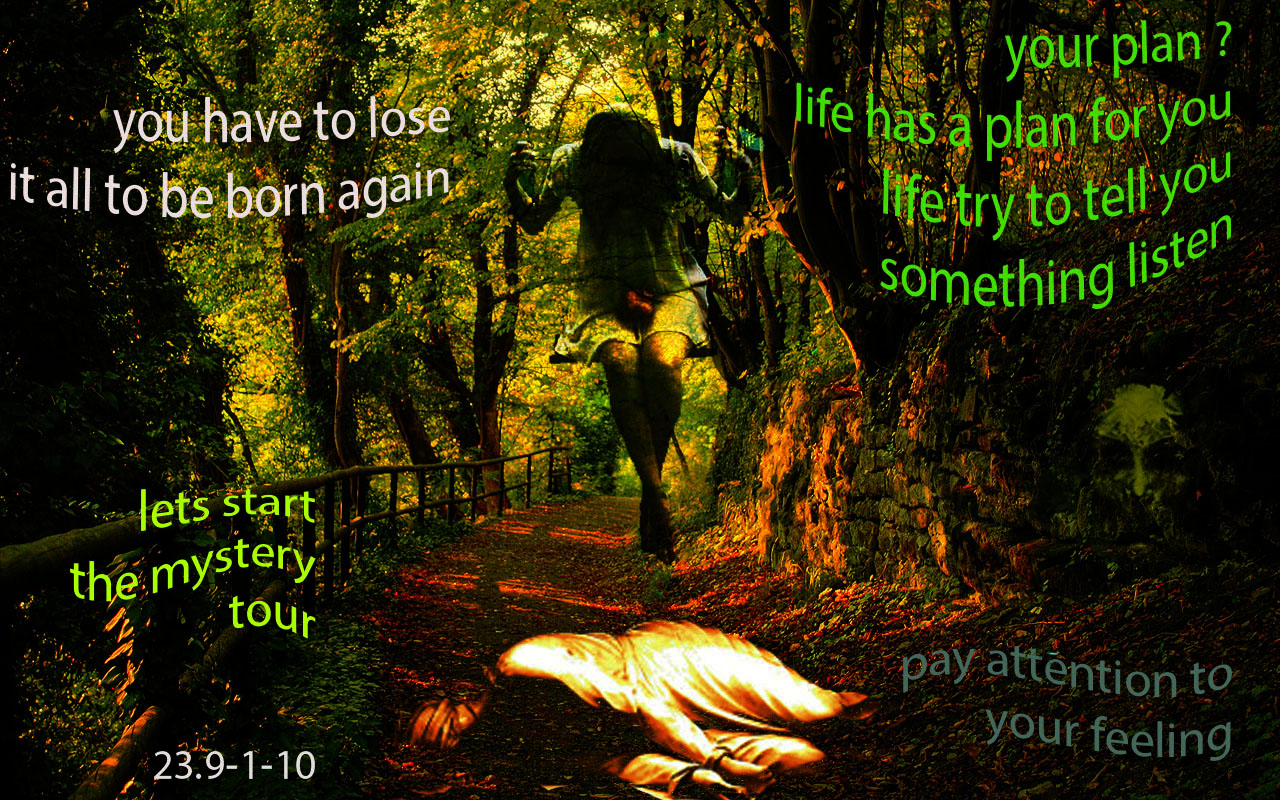 you have to lose
it all to be born again
your plan ?
life has a plan for you
life try to tell you
something listen
lets start
the mystery
tour
23.9-1-10
pay attēntion to
your feeling